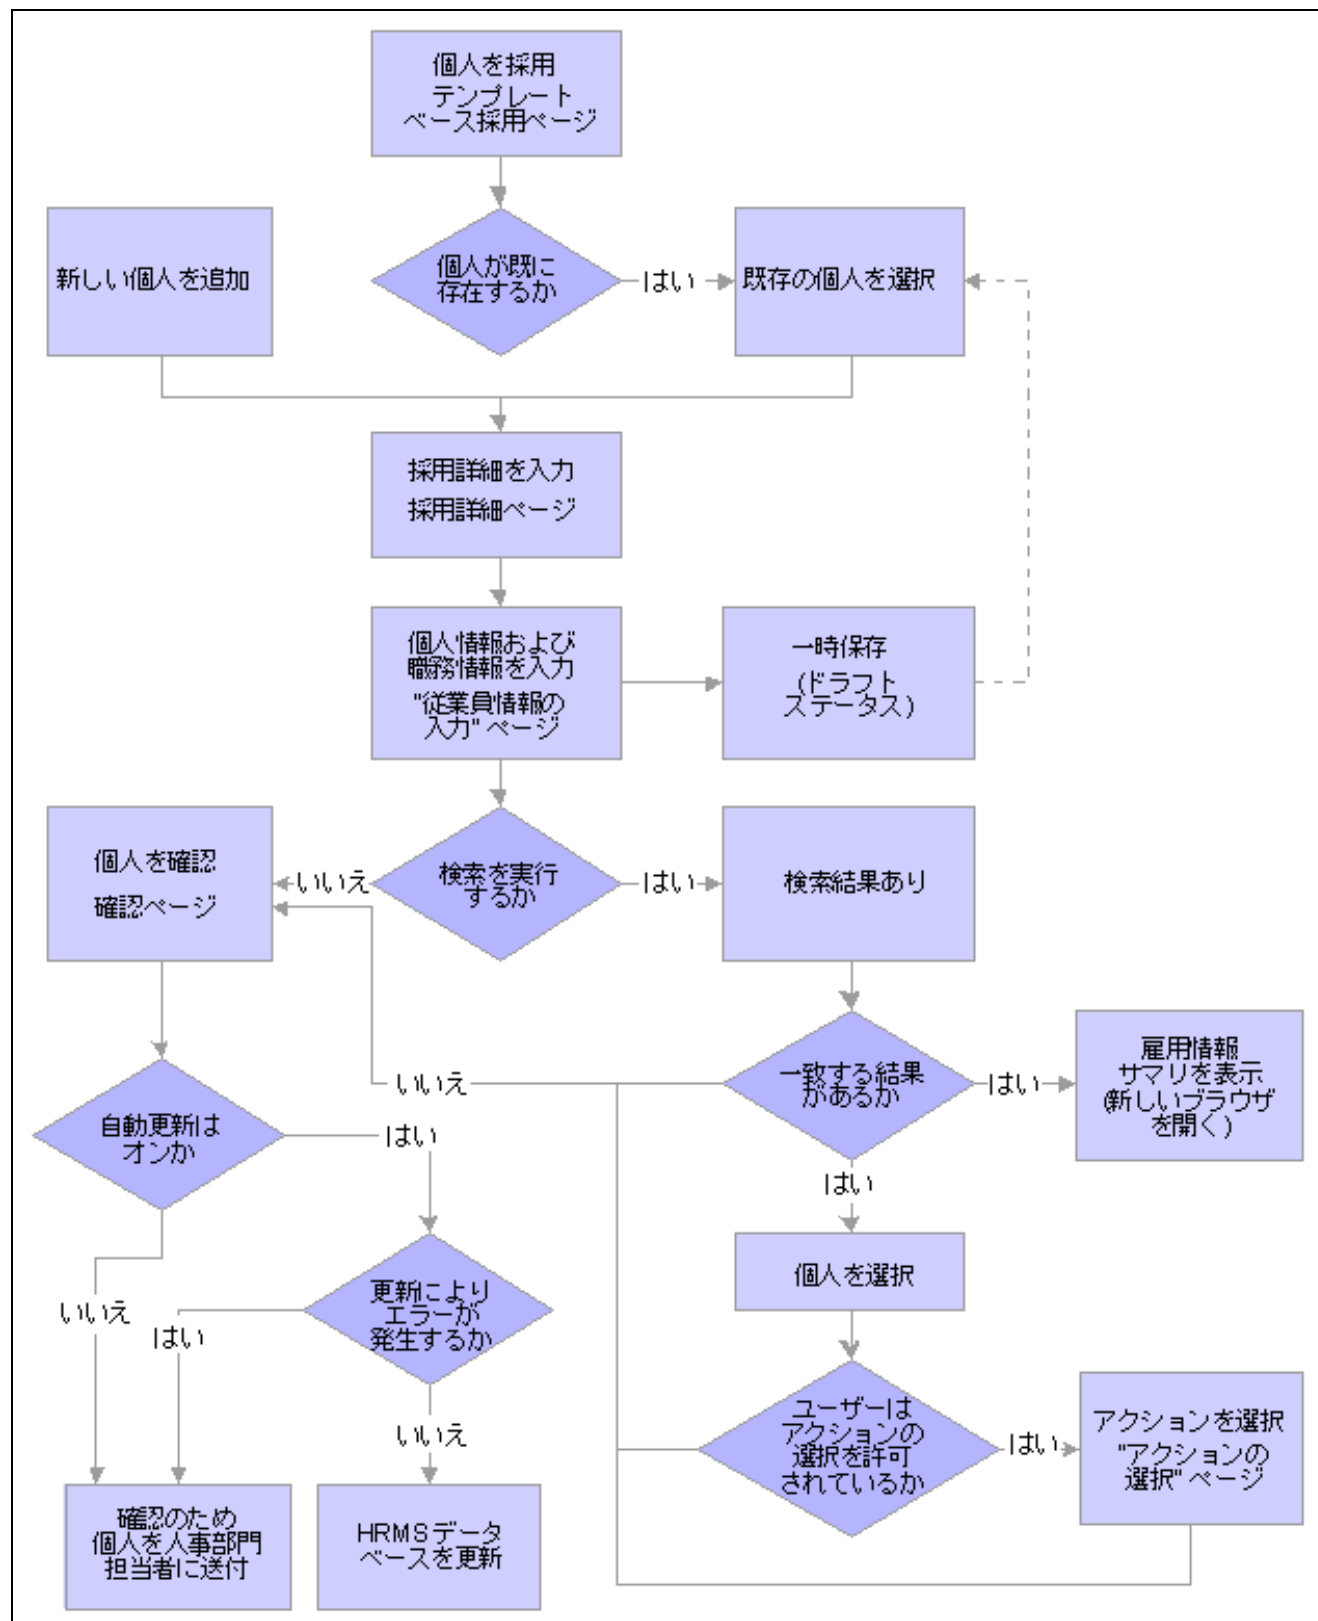 個人を採用
テンプレート
ベース採用ページ
新しい個人を追加
個人が既に
存在するか
はい
既存の個人を選択
採用詳細を入力
採用詳細ページ
個人情報および
職務情報を入力
"従業員情報の
入力" ページ
一時保存
(ドラフト
ステータス)
個人を確認
確認ページ
いいえ
検索を実行
するか
はい
検索結果あり
いいえ
一致する結果
があるか
はい
雇用情報
サマリを表示
(新しいブラウザ
を開く)
自動更新は
オンか
はい
はい
個人を選択
いいえ
はい
更新により
エラーが
発生するか
いいえ
ユーザーは
アクションの
選択を許可
されているか
はい
アクションを選択
"アクションの
選択" ページ
確認のため
個人を人事部門
担当者に送付
HRMSデータ
ベースを更新